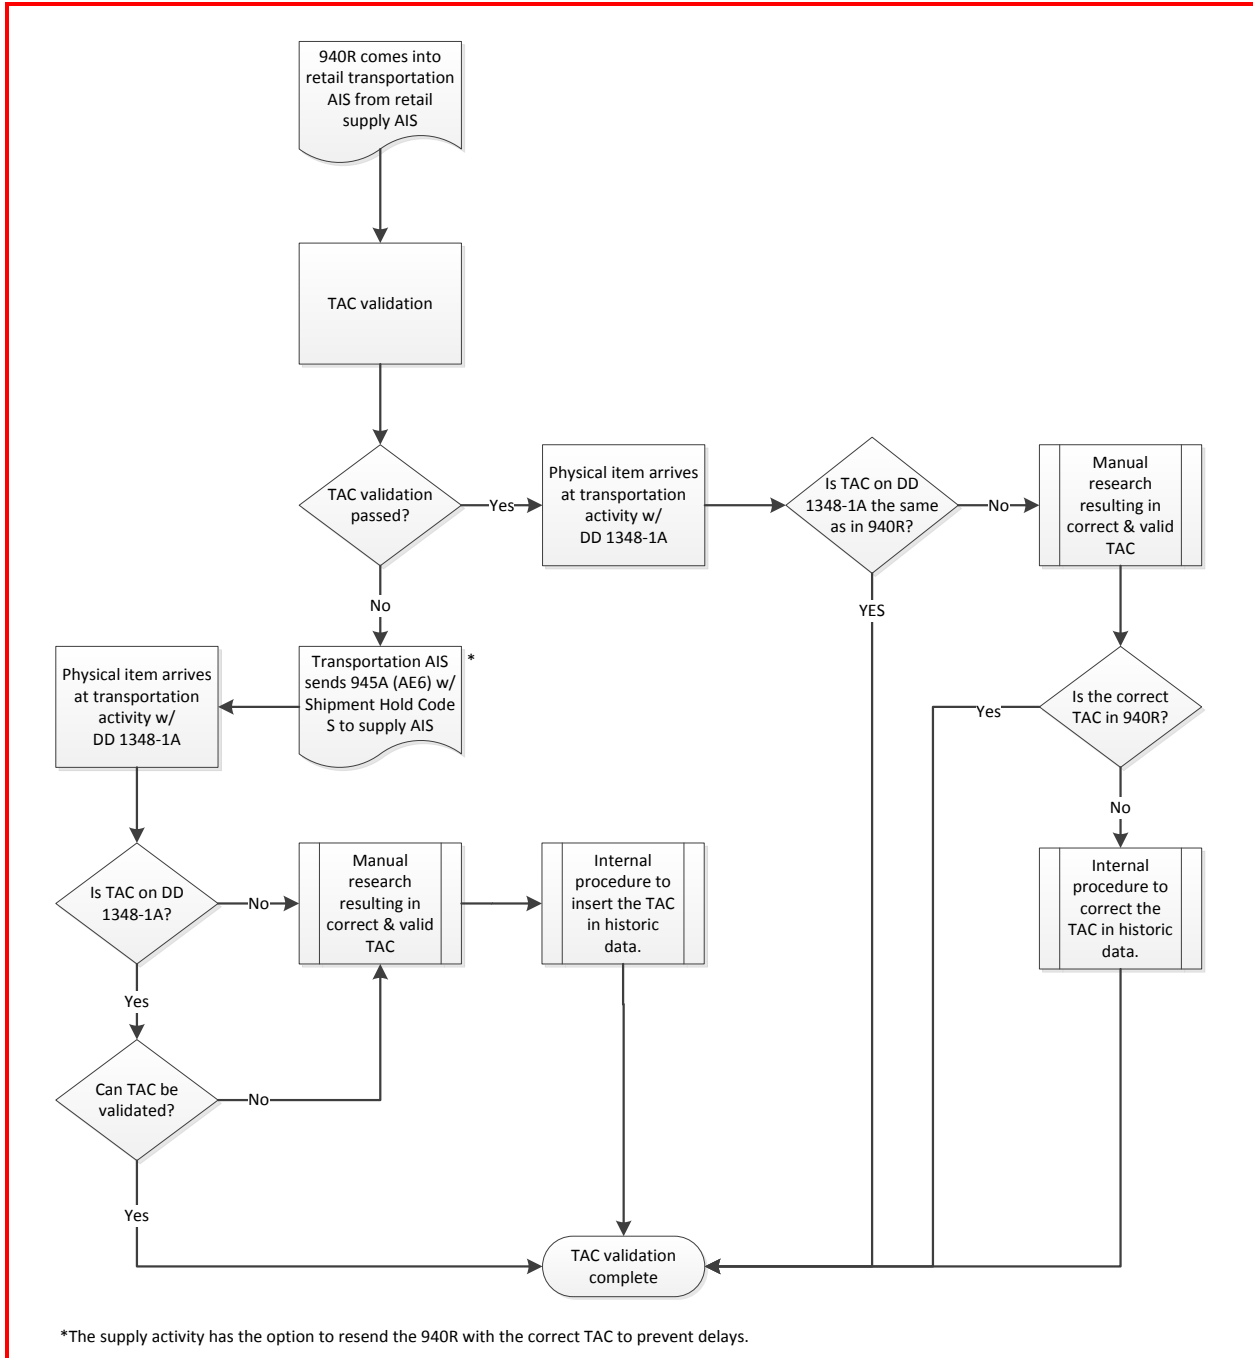 940R comes into
retail transportation
AIS from retail
supply AIS
TAC validation
TAC validation
passed?
Yes
Physical item arrives
at transportation
activity w/
DD 1348-1A
Is TAC on DD
1348-1A the same
as in 940R?
No
Manual
research
resulting in
correct & valid
TAC
No
YES
Physical item arrives
at transportation
activity w/
DD 1348-1A
Transportation AIS
sends 945A (AE6) w/
Shipment Hold Code
S to supply AIS
*
Is the correct
TAC in 940R?
Yes
No
Is TAC on DD
1348-1A?
No
Manual
research
resulting in
correct & valid
TAC
Internal
procedure to
insert the TAC
in historic
data.
Internal
procedure to
correct the
TAC in historic
data.
Yes
Can TAC be
validated?
No
Yes
TAC validation
complete
*The supply activity has the option to resend the 940R with the correct TAC to prevent delays.